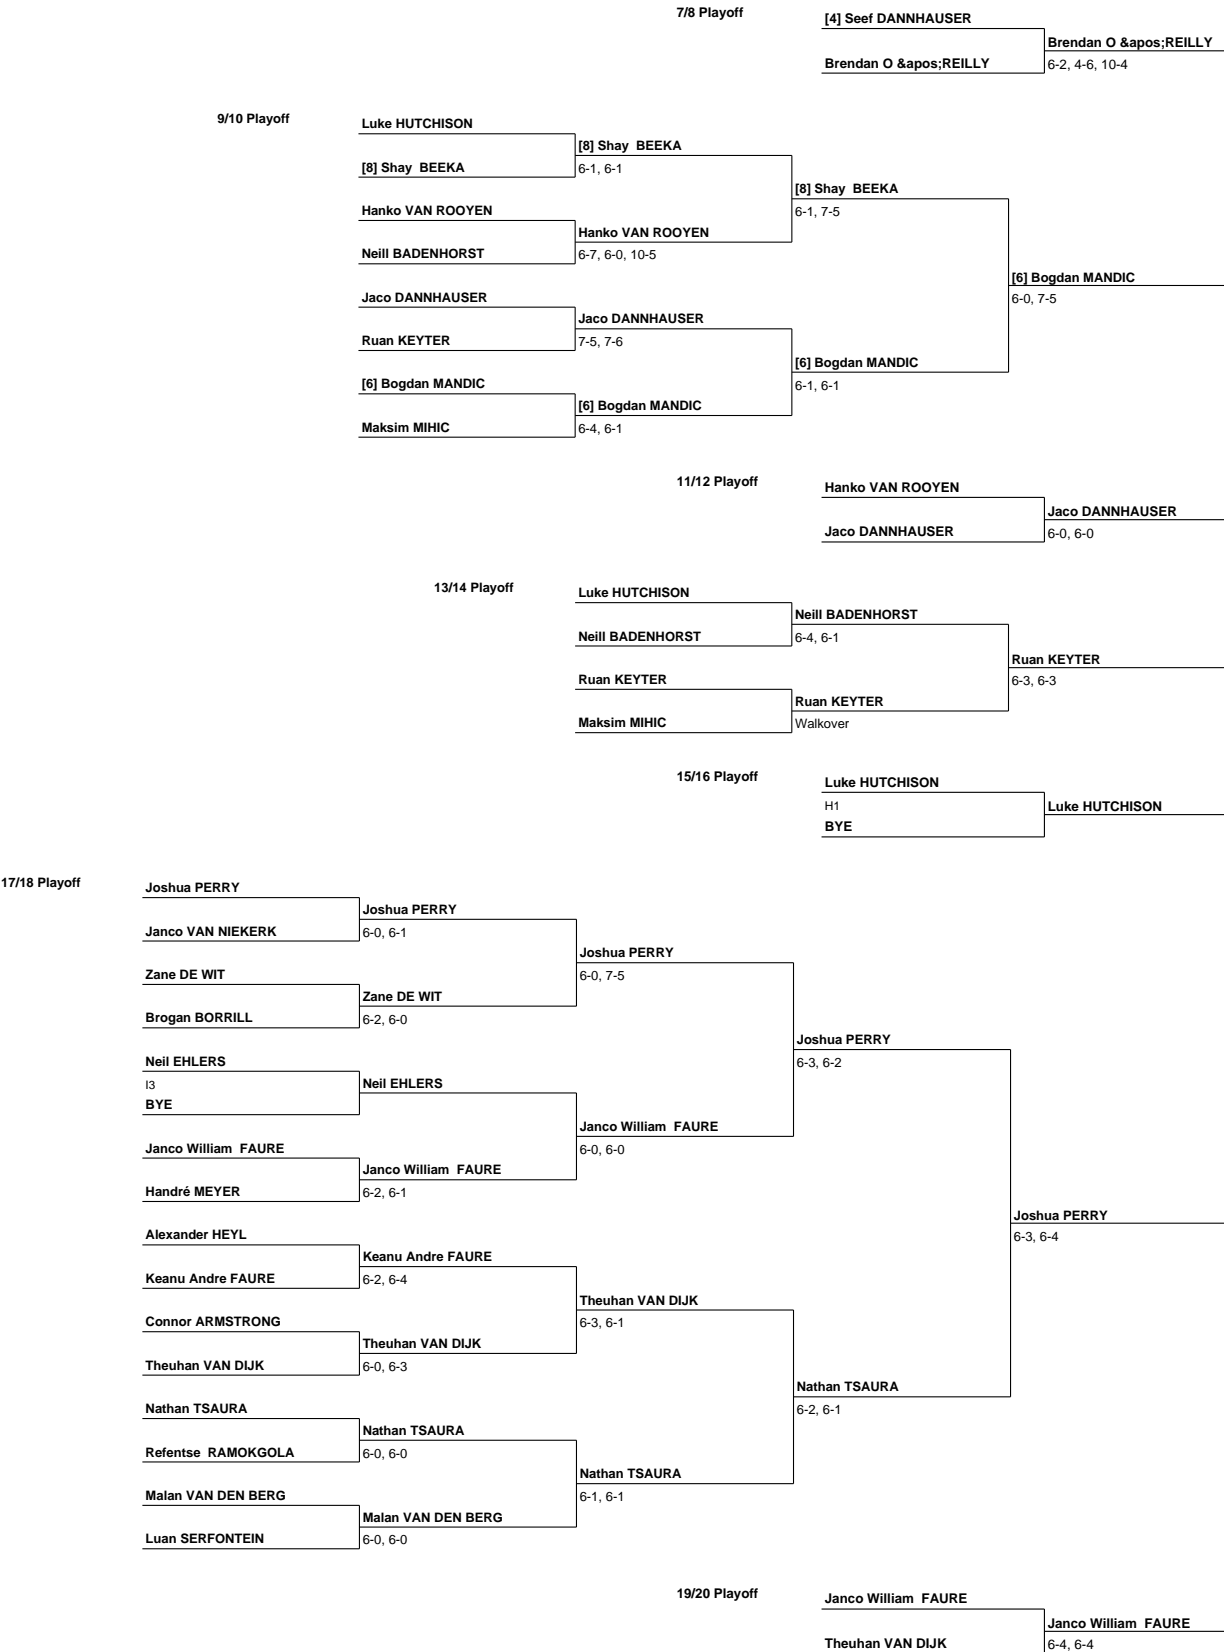 7/8 Playoff
[4] Seef DANNHAUSER
Brendan O &apos;REILLY
Brendan O &apos;REILLY
6-2, 4-6, 10-4
9/10 Playoff
Luke HUTCHISON
[8] Shay  BEEKA
[8] Shay  BEEKA
6-1, 6-1
[8] Shay  BEEKA
6-1, 7-5
Hanko VAN ROOYEN
Hanko VAN ROOYEN
Neill BADENHORST
6-7, 6-0, 10-5
[6] Bogdan MANDIC
6-0, 7-5
Jaco DANNHAUSER
Jaco DANNHAUSER
Ruan KEYTER
7-5, 7-6
[6] Bogdan MANDIC
6-1, 6-1
[6] Bogdan MANDIC
[6] Bogdan MANDIC
Maksim MIHIC
6-4, 6-1
11/12 Playoff
Hanko VAN ROOYEN
Jaco DANNHAUSER
Jaco DANNHAUSER
6-0, 6-0
13/14 Playoff
Luke HUTCHISON
Neill BADENHORST
Neill BADENHORST
6-4, 6-1
Ruan KEYTER
6-3, 6-3
Ruan KEYTER
Ruan KEYTER
Maksim MIHIC
Walkover
15/16 Playoff
Luke HUTCHISON
H1
Luke HUTCHISON
BYE
17/18 Playoff
Joshua PERRY
Joshua PERRY
Janco VAN NIEKERK
6-0, 6-1
Joshua PERRY
6-0, 7-5
Zane DE WIT
Zane DE WIT
Brogan BORRILL
6-2, 6-0
Joshua PERRY
6-3, 6-2
Neil EHLERS
I3
Neil EHLERS
BYE
Janco William  FAURE
6-0, 6-0
Janco William  FAURE
Janco William  FAURE
Handré MEYER
6-2, 6-1
Joshua PERRY
6-3, 6-4
Alexander HEYL
Keanu Andre FAURE
Keanu Andre FAURE
6-2, 6-4
Theuhan VAN DIJK
6-3, 6-1
Connor ARMSTRONG
Theuhan VAN DIJK
Theuhan VAN DIJK
6-0, 6-3
Nathan TSAURA
6-2, 6-1
Nathan TSAURA
Nathan TSAURA
Refentse  RAMOKGOLA
6-0, 6-0
Nathan TSAURA
6-1, 6-1
Malan VAN DEN BERG
Malan VAN DEN BERG
Luan SERFONTEIN
6-0, 6-0
19/20 Playoff
Janco William  FAURE
Janco William  FAURE
Theuhan VAN DIJK
6-4, 6-4